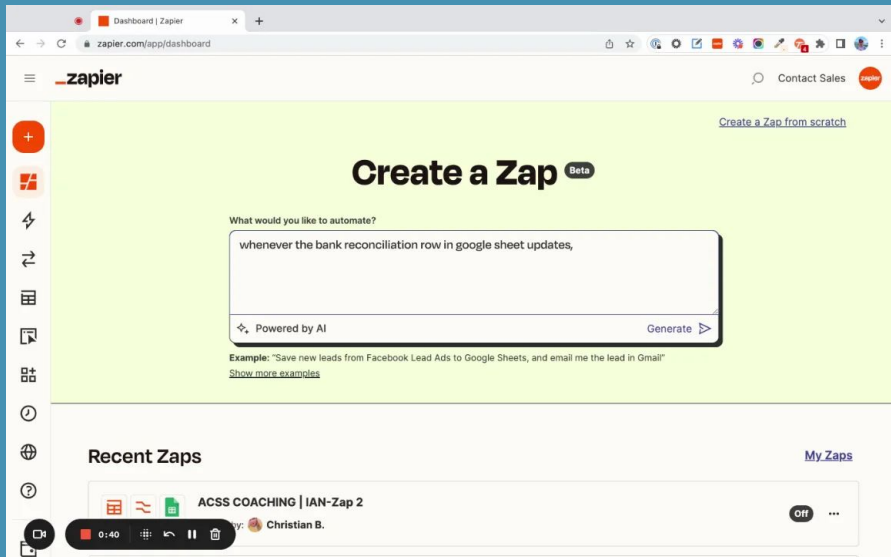 Dashboard | Zapier
zapier.com/app/dashboard
_zapier
Contact Sales
zapier
Create a Zap from scratch
Create a Zap Beta
What would you like to automate?
whenever the bank reconciliation row in google sheet updates,
Powered by AI
Generate
Example: "Save new leads from Facebook Lead Ads to Google Sheets, and email me the lead in Gmail"
Show more examples
Recent Zaps
My Zaps
ACSS COACHING | IAN-Zap 2
by: Christian B.
Off
0:40